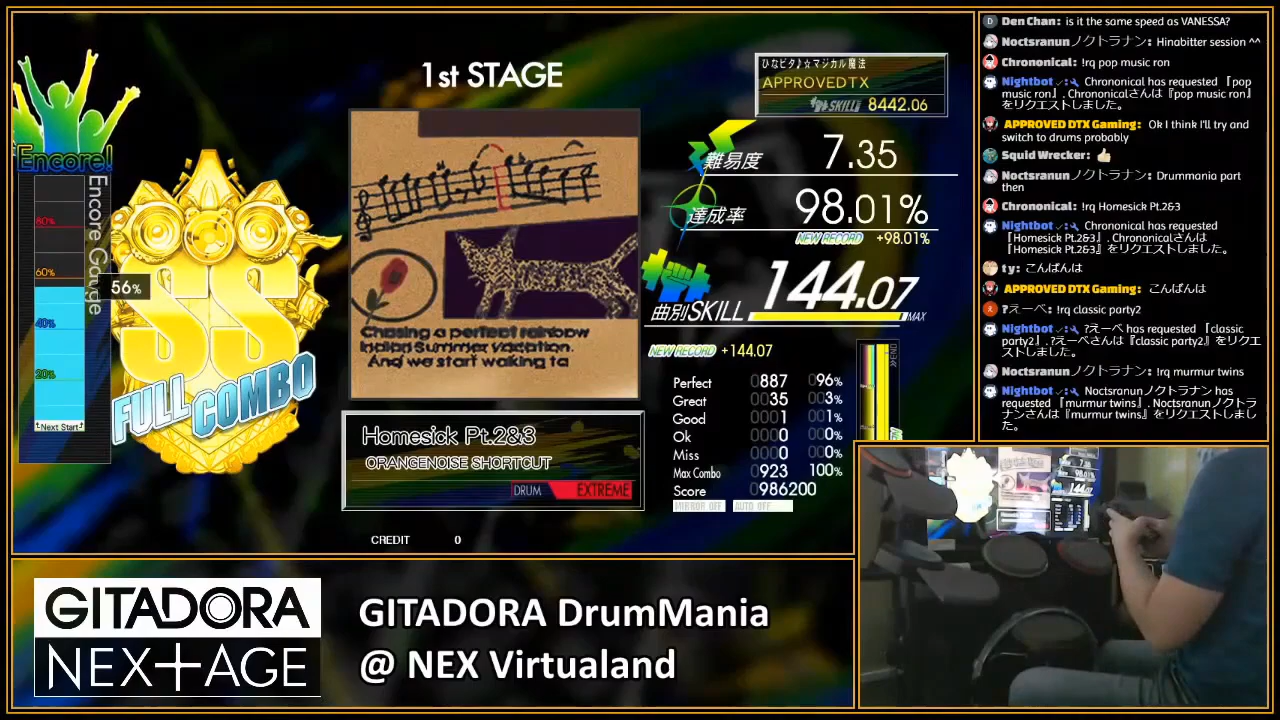 1st STAGE
ひなビタ♪☆マジカル魔法
APPROVEDTX
SKILL 8442.06
Encore!
Encore Gauge
80%
60%
56%
40%
20%
Next Start
SS
FULL COMBO
Chasing a perfect rainbow
Indian Summer vacation.
And we start walking to
Homesick Pt.2&3
ORANGENOISE SHORTCUT
DRUM EXTREME
難易度 7.35
達成率 98.01%
NEW RECORD +98.01%
曲別SKILL 144.07
MAX
NEW RECORD +144.07
Perfect 0887 096%
Great 0035 003%
Good 0001 001%
Ok 0000 000%
Miss 0000 000%
Max Combo 0923 100%
Score 0986200
MIRROR OFF AUTO OFF
END
CREDIT 0
GITADORA
NEX+AGE
GITADORA DrumMania
@ NEX Virtualand
Den Chan: is it the same speed as VANESSA?
Noctsranunノクトラナン: Hinabitter session ^^
Chrononical: !rq pop music ron
Nightbot: Chrononical has requested 『pop
music ron』. Chrononicalさんは『pop music ron』
をリクエストしました。
APPROVED DTX Gaming: Ok I think I'll try and
switch to drums probably
Squid Wrecker: 👍
Noctsranunノクトラナン: Drummania part
then
Chrononical: !rq Homesick Pt.2&3
Nightbot: Chrononical has requested
『Homesick Pt.2&3』. Chrononicalさんは
『Homesick Pt.2&3』をリクエストしました。
ty: こんばんは
APPROVED DTX Gaming: こんばんは
?えーべ: !rq classic party2
Nightbot: ?えーべ has requested 『classic
party2』. ?えーべさんは『classic party2』をリクエ
ストしました。
Noctsranunノクトラナン: !rq murmur twins
Nightbot: Noctsranunノクトラナン has
requested 『murmur twins』. Noctsranunノクトラ
ナンさんは『murmur twins』をリクエストしまし
た。